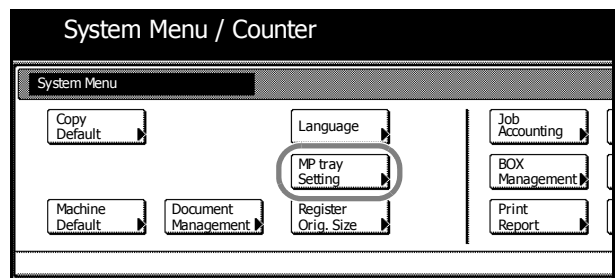 System Menu / Counter
System Menu
Copy
Default
Language
Job
Accounting
MP tray
Setting
BOX
Management
Machine
Default
Document
Management
Register
Orig. Size
Print
Report